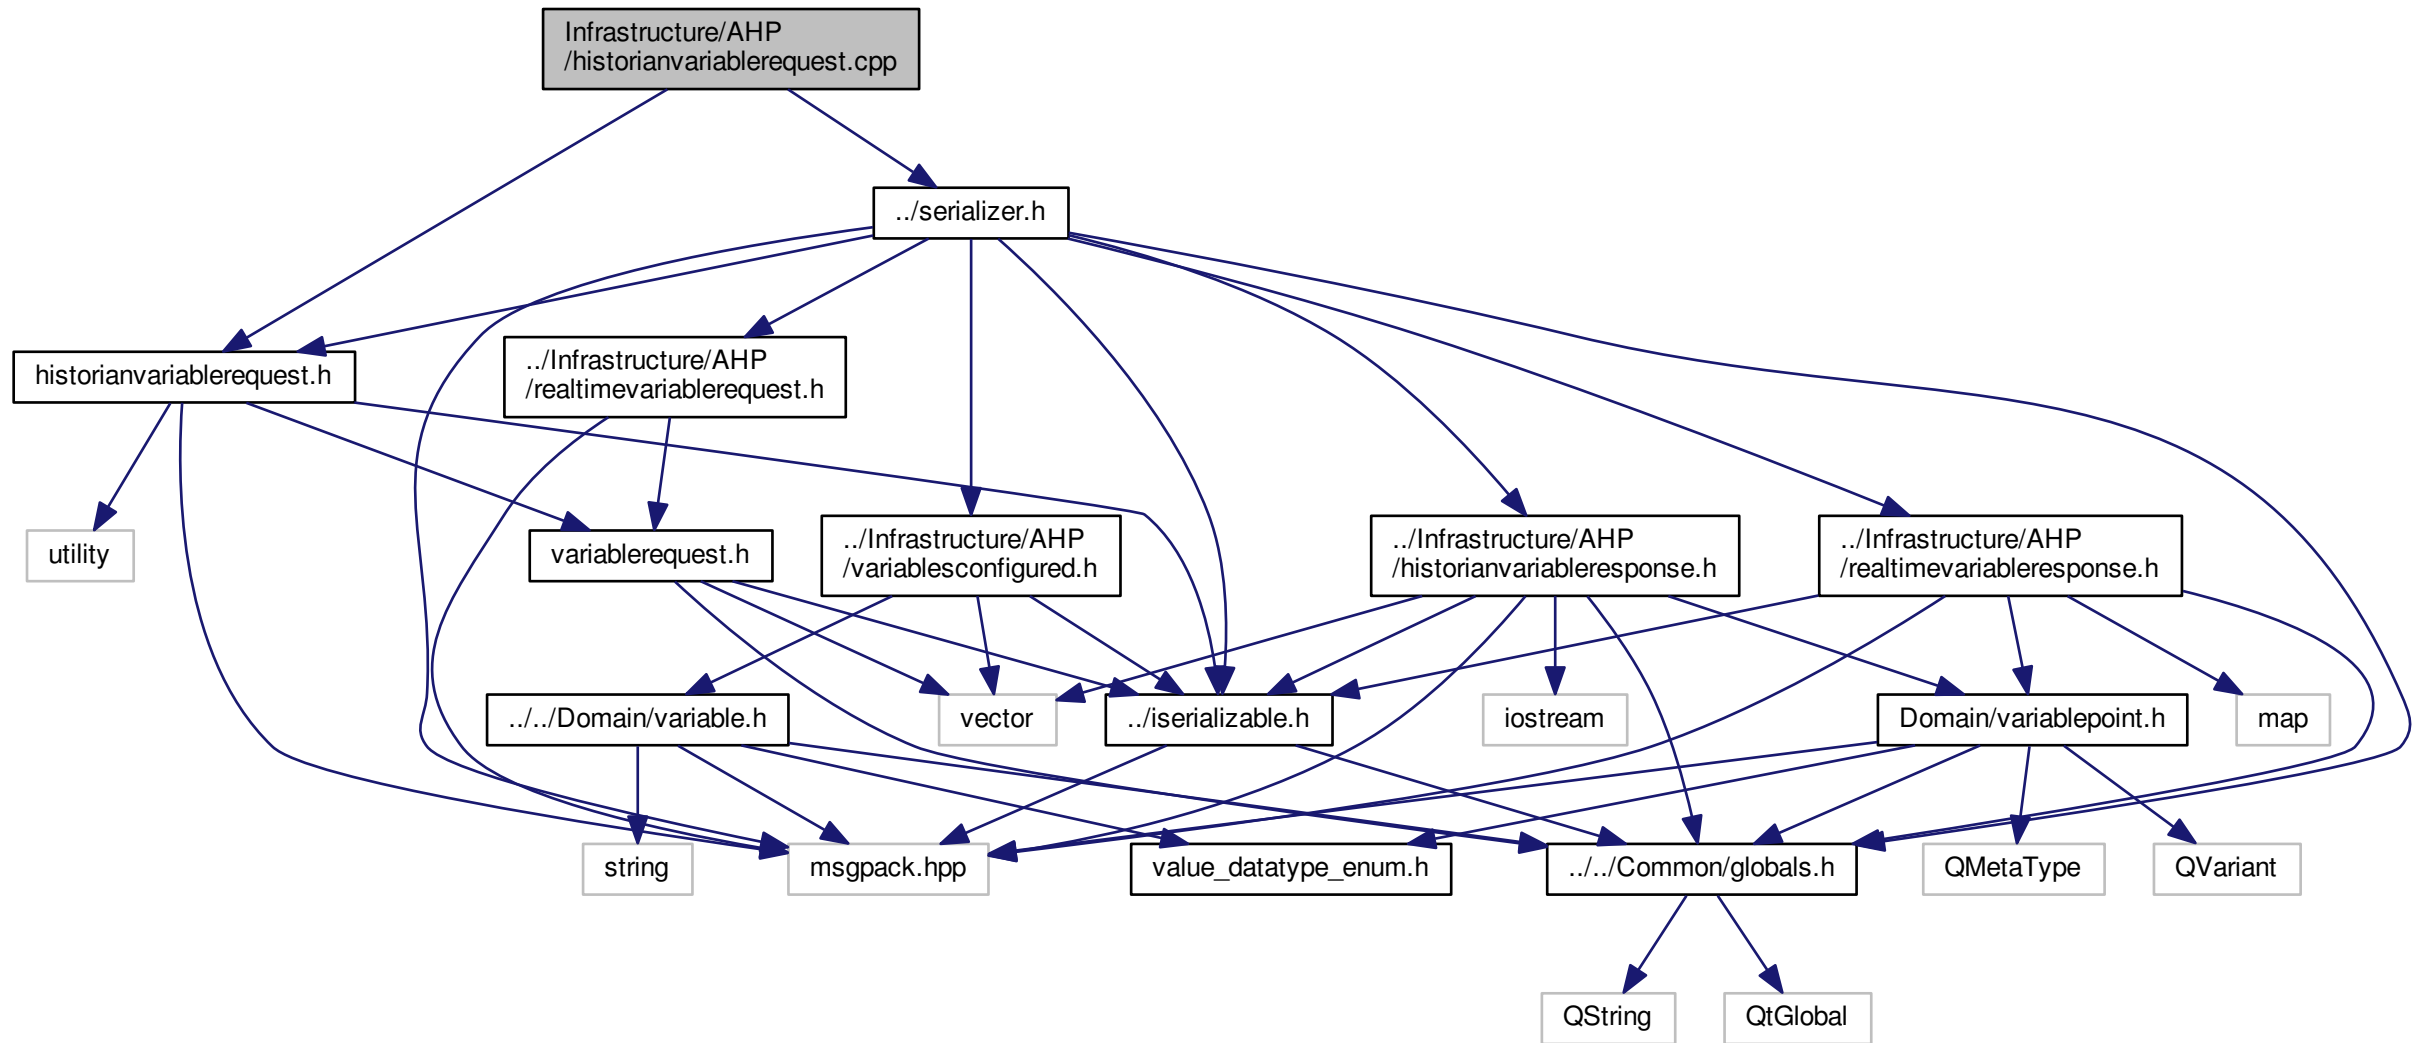 Infrastructure/AHP
/historianvariablerequest.cpp
../serializer.h
historianvariablerequest.h
../Infrastructure/AHP
/realtimevariablerequest.h
utility
variablerequest.h
../Infrastructure/AHP
/variablesconfigured.h
../Infrastructure/AHP
/historianvariableresponse.h
../Infrastructure/AHP
/realtimevariableresponse.h
../../Domain/variable.h
vector
../iserializable.h
iostream
Domain/variablepoint.h
map
string
msgpack.hpp
value_datatype_enum.h
../../Common/globals.h
QMetaType
QVariant
QString
QtGlobal